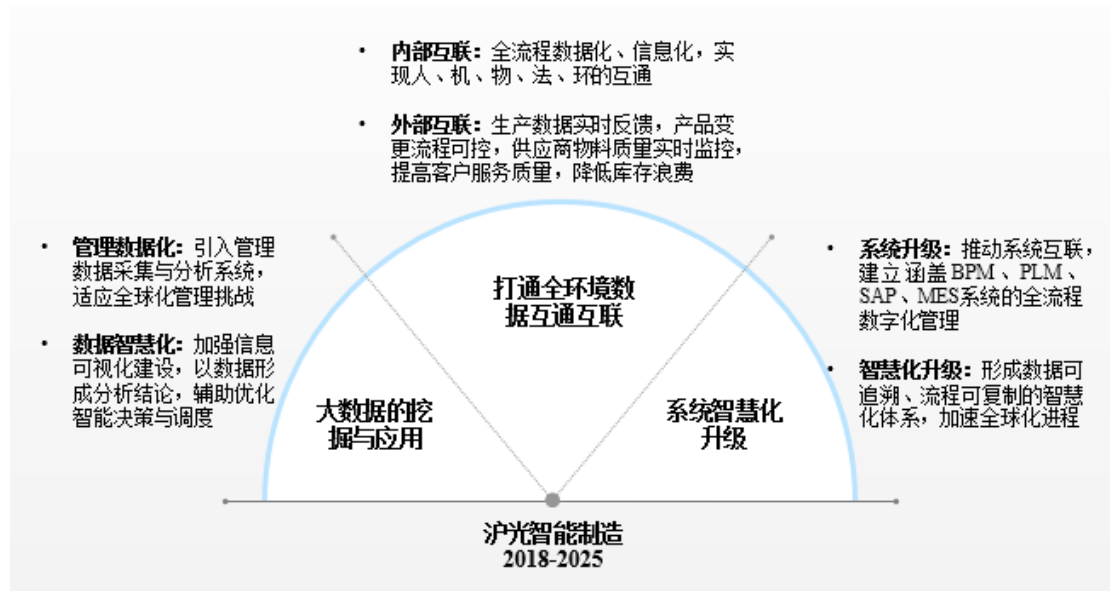 • 内部互联：全流程数据化、信息化，实
现人、机、物、法、环的互通
• 外部互联：生产数据实时反馈，产品变
更流程可控，供应商物料质量实时监控，
提高客户服务质量，降低库存浪费
• 管理数据化：引入管理
数据采集与分析系统，
适应全球化管理挑战
• 数据智慧化：加强信息
可视化建设，以数据形
成分析结论，辅助优化
智能决策与调度
打通全环境数
据互通互联
大数据的挖
掘与应用
系统智慧化
升级
• 系统升级：推动系统互联，
建立涵盖BPM、PLM、
SAP、MES系统的全流程
数字化管理
• 智慧化升级：形成数据可
追溯、流程可复制的智慧
化体系，加速全球化进程
沪光智能制造
2018-2025